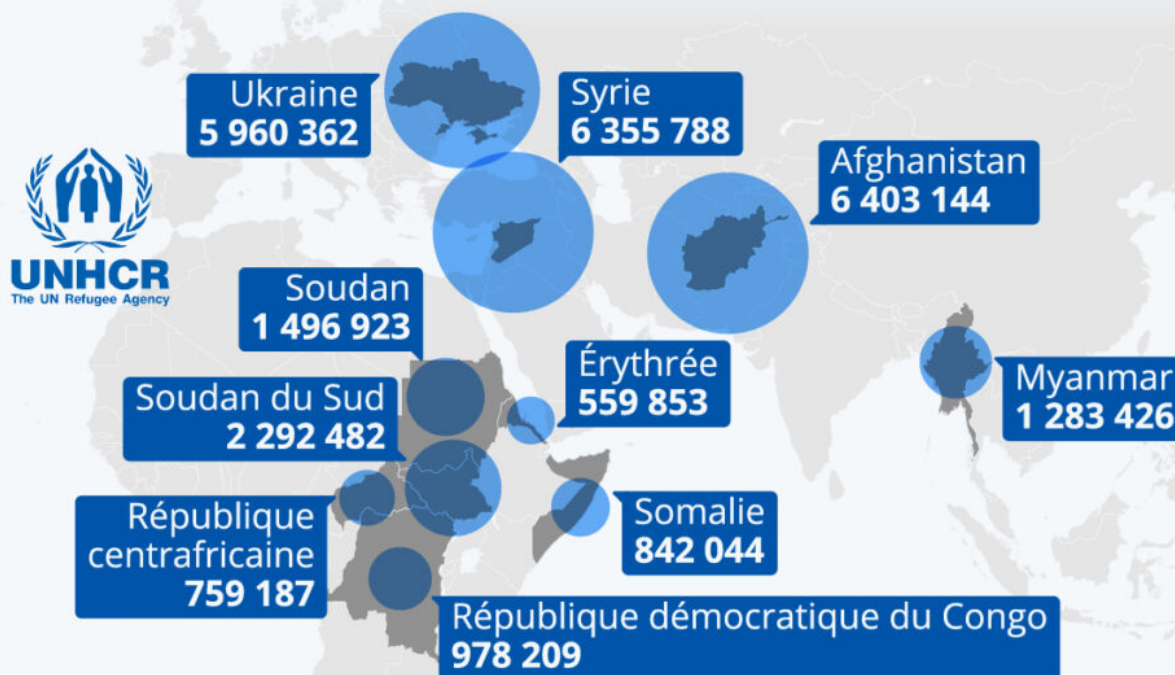 Ukraine
5 960 362
Syrie
6 355 788
Afghanistan
6 403 144
UNHCR
The UN Refugee Agency
Soudan
1 496 923
Érythrée
559 853
Myanmar
1 283 426
Soudan du Sud
2 292 482
République
centrafricaine
759 187
Somalie
842 044
République démocratique du Congo
978 209